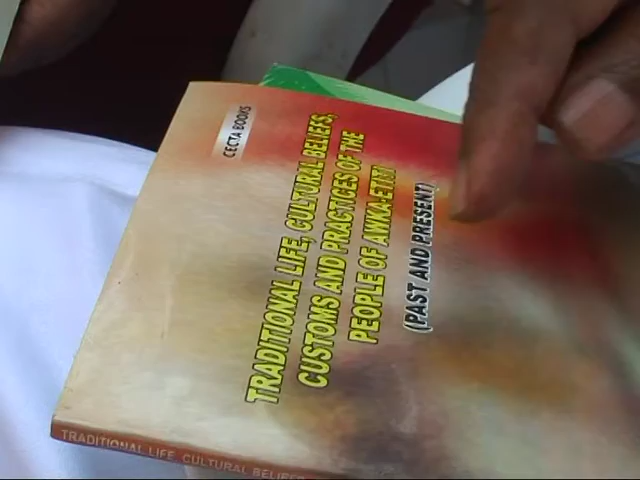 CECTA BOOKS
TRADITIONAL LIFE, CULTURAL BELIEFS,
CUSTOMS AND PRACTICES OF THE
PEOPLE OF AWKA-ETITI
(PAST AND PRESENT)
TRADITIONAL LIFE, CULTURAL BELIEFS